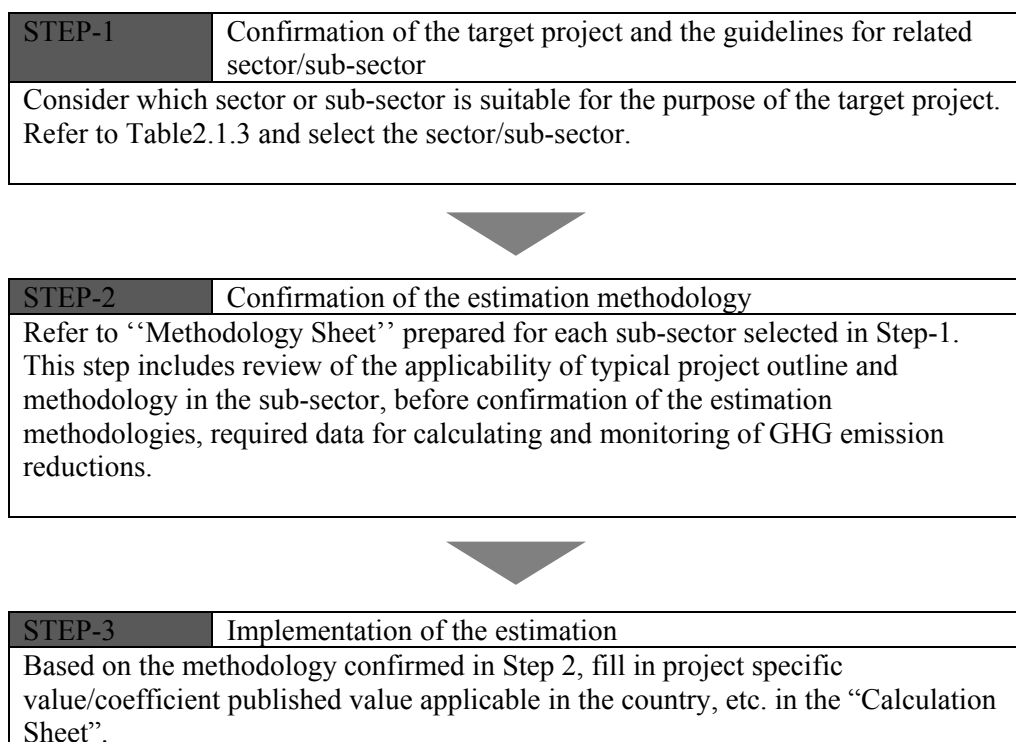 STEP-1 Confirmation of the target project and the guidelines for related
sector/sub-sector
Consider which sector or sub-sector is suitable for the purpose of the target project.
Refer to Table2.1.3 and select the sector/sub-sector.
STEP-2 Confirmation of the estimation methodology
Refer to ‘‘Methodology Sheet’’ prepared for each sub-sector selected in Step-1.
This step includes review of the applicability of typical project outline and
methodology in the sub-sector, before confirmation of the estimation
methodologies, required data for calculating and monitoring of GHG emission
reductions.
STEP-3 Implementation of the estimation
Based on the methodology confirmed in Step 2, fill in project specific
value/coefficient published value applicable in the country, etc. in the “Calculation
Sheet”.